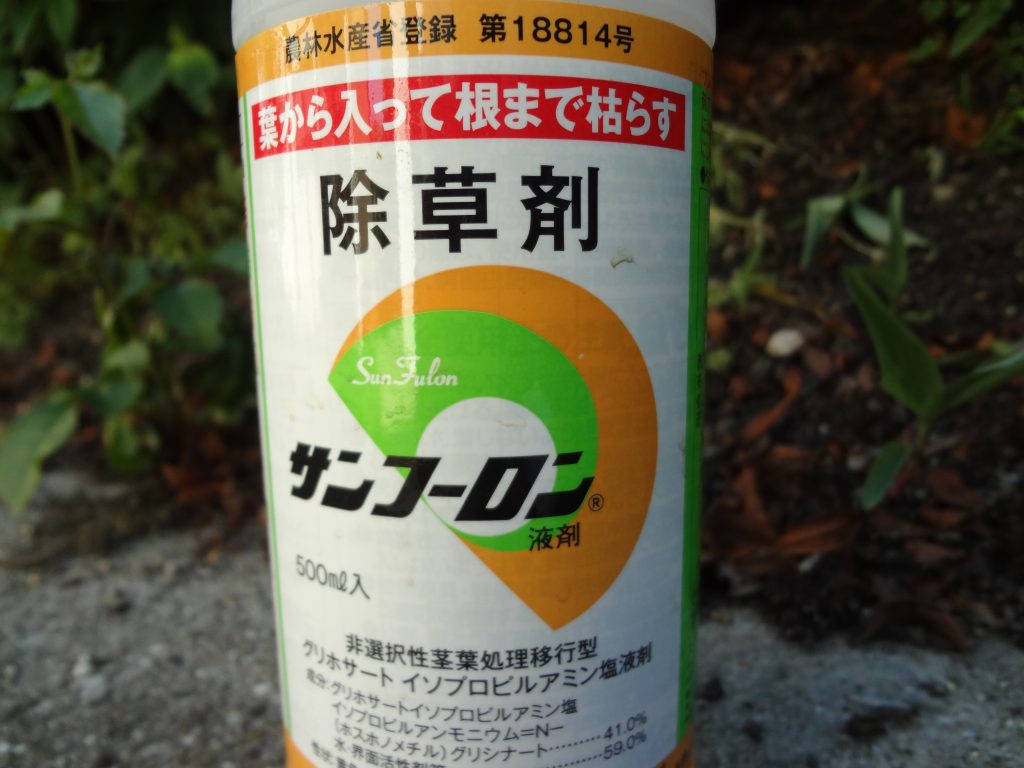 農林水産省登録 第18814号
葉から入って根まで枯らす
除草剤
SunFulon
サンフーロン®
液剤
500ml入
非選択性茎葉処理移行型
グリホサート イソプロピルアミン塩液剤
成分:グリホサートイソプロピルアミン塩
イソプロピルアンモニウム=N-
(ホスホノメチル)グリシナート………41.0%
水・界面活性剤等………59.0%